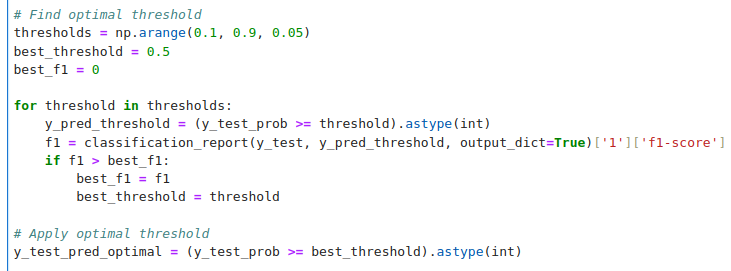 # Find optimal threshold
thresholds = np.arange(0.1, 0.9, 0.05)
best_threshold = 0.5
best_f1 = 0

for threshold in thresholds:
    y_pred_threshold = (y_test_prob >= threshold).astype(int)
    f1 = classification_report(y_test, y_pred_threshold, output_dict=True)['1']['f1-score']
    if f1 > best_f1:
        best_f1 = f1
        best_threshold = threshold

# Apply optimal threshold
y_test_pred_optimal = (y_test_prob >= best_threshold).astype(int)